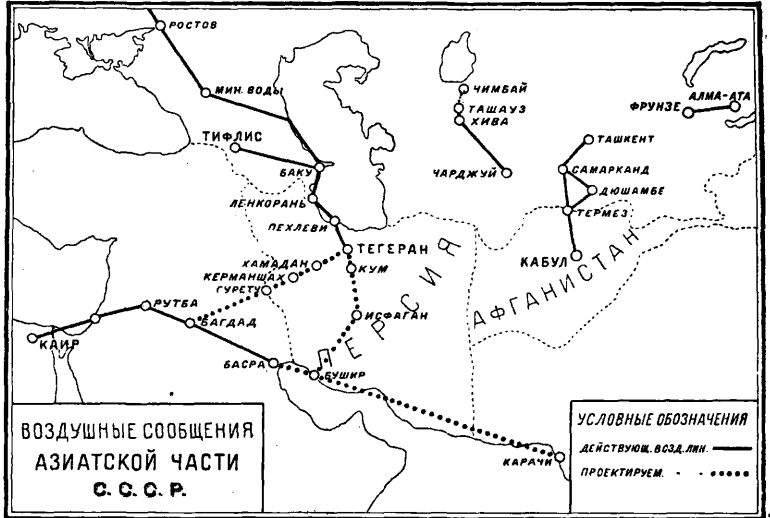 РОСТОВ
МИН. ВОДЫ
ТИФЛИС
БАКУ
ЛЕНКОРАНЬ
ПЕХЛЕВИ
ТЕГЕРАН
ХАМАДАН
КЕРМАНШАХ
ГУРЕТУ
КУМ
ИСФАГАН
РУТБА
БАГДАД
КАИР
БАСРА
БУШИР
КАРАЧИ
ЧИМБАЙ
ТАШАУЗ
ХИВА
ЧАРДЖУЙ
АЛМА-АТА
ФРУНЗЕ
ТАШКЕНТ
САМАРКАНД
ДЮШАМБЕ
ТЕРМЕЗ
КАБУЛ
ПЕРСИЯ
АФГАНИСТАН
ВОЗДУШНЫЕ СООБЩЕНИЯ
АЗИАТСКОЙ ЧАСТИ
С. С. С. Р.
УСЛОВНЫЕ ОБОЗНАЧЕНИЯ
ДЕЙСТВУЮЩ. ВОЗД. ЛИН.
ПРОЕКТИРУЕМ.